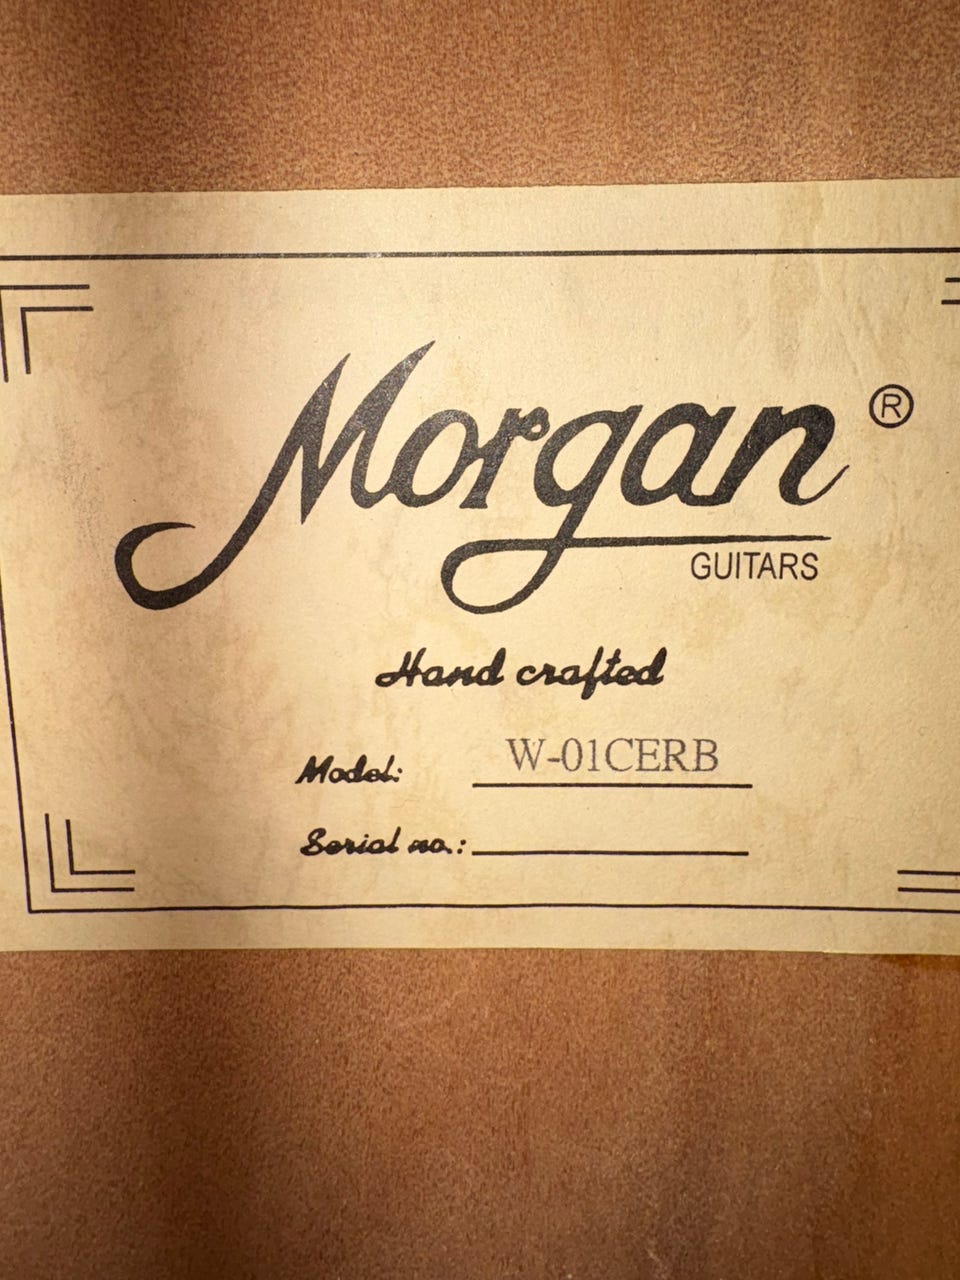 Morgan ®
GUITARS
Hand crafted
Model: W-01CERB
Serial no.: